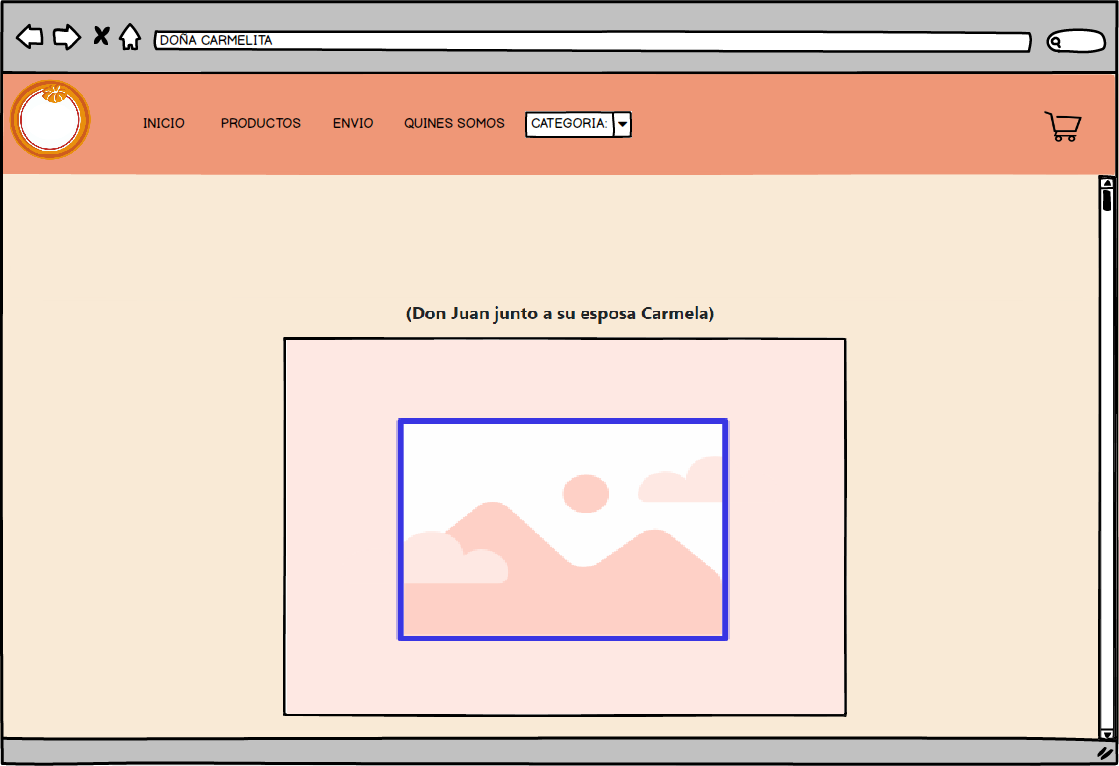 DOÑA CARMELITA
INICIO PRODUCTOS ENVIO QUINES SOMOS CATEGORIA:
(Don Juan junto a su esposa Carmela)